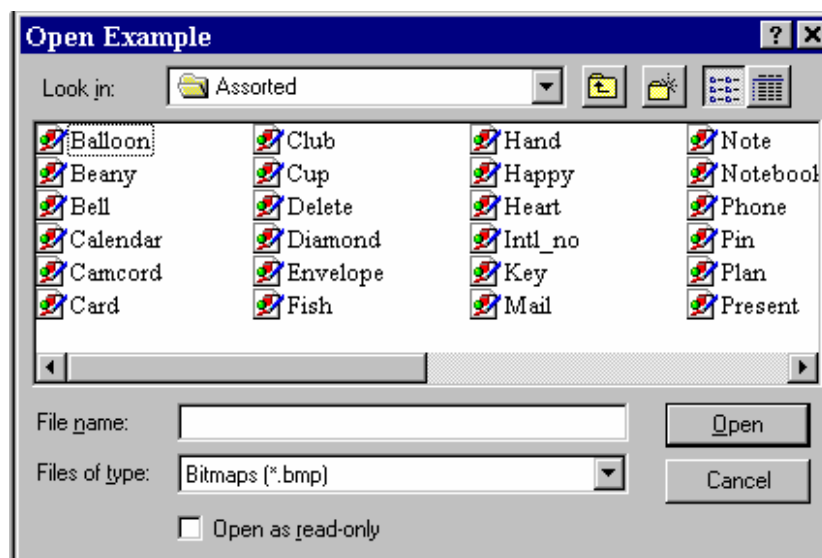 Open Example
Look in: Assorted
Balloon Club Hand Note
Beany Cup Happy Notebook
Bell Delete Heart Phone
Calendar Diamond Intl_no Pin
Camcord Envelope Key Plan
Card Fish Mail Present
File name: Open
Files of type: Bitmaps (*.bmp) Cancel
Open as read-only